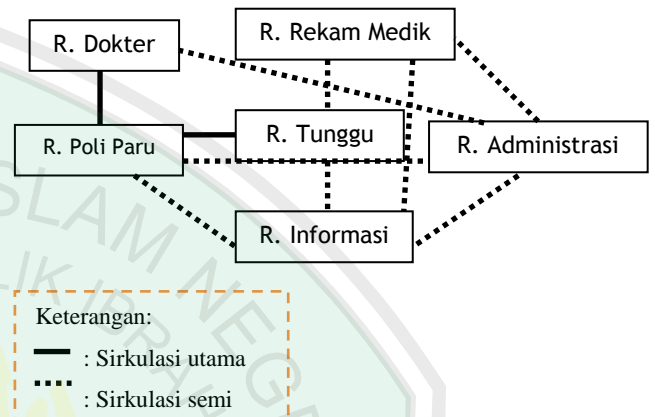 R. Dokter
R. Rekam Medik
R. Poli Paru
R. Tunggu
R. Administrasi
R. Informasi
Keterangan:
: Sirkulasi utama
: Sirkulasi semi